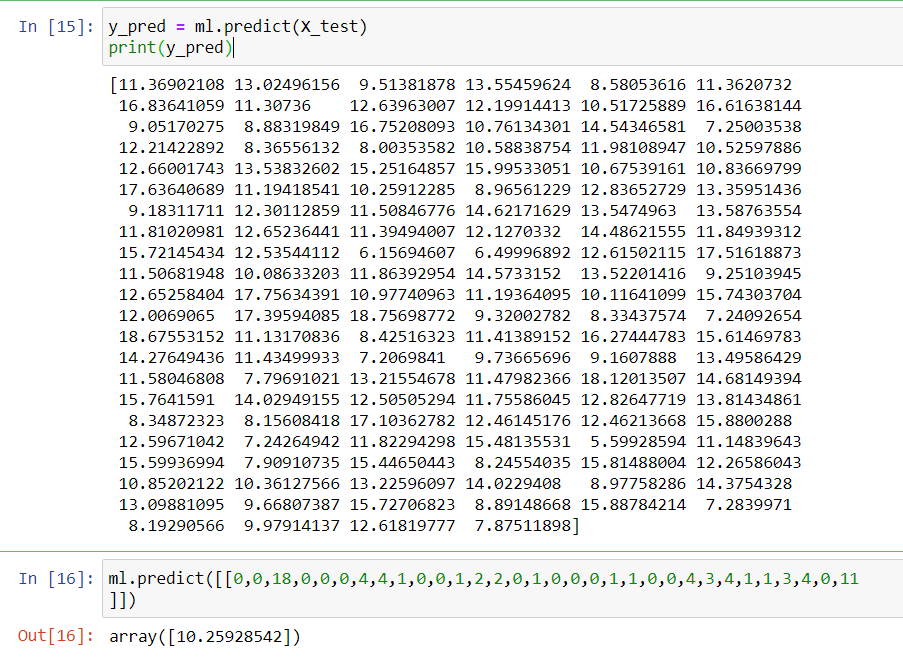 In [15]: y_pred = ml.predict(X_test)
print(y_pred)
[11.36902108 13.02496156  9.51381878 13.55459624  8.58053616 11.3620732
16.83641059 11.30736    12.63963007 12.19914413 10.51725889 16.61638144
9.05170275  8.88319849 16.75208093 10.76134301 14.54346581  7.25003538
12.21422892  8.36556132  8.00353582 10.58838754 11.98108947 10.52597886
12.66001743 13.53832602 15.25164857 15.99533051 10.67539161 10.83669799
17.63640689 11.19418541 10.25912285  8.96561229 12.83652729 13.35951436
9.18311711 12.30112859 11.50846776 14.62171629 13.5474963  13.58763554
11.81020981 12.65236441 11.39494007 12.1270332  14.48621555 11.84939312
15.72145434 12.53544112  6.15694607  6.49996892 12.61502115 17.51618873
11.50681948 10.08633203 11.86392954 14.5733152  13.52201416  9.25103945
12.65258404 17.75634391 10.97740963 11.19364095 10.11641099 15.74303704
12.0069065  17.39594085 18.75698772  9.32002782  8.33437574  7.24092654
18.67553152 11.13170836  8.42516323 11.41389152 16.27444783 15.61469783
14.27649436 11.43499933  7.2069841   9.73665696  9.1607888  13.49586429
11.58046808  7.79691021 13.21554678 11.47982366 18.12013507 14.68149394
15.7641591  14.02949155 12.50505294 11.75586045 12.82647719 13.81434861
8.34872323  8.15608418 17.10362782 12.46145176 12.46213668 15.8800288
12.59671042  7.24264942 11.82294298 15.48135531  5.59928594 11.14839643
15.59936994  7.90910735 15.44650443  8.24554035 15.81488004 12.26586043
10.85202122 10.36127566 13.22596097 14.0229408   8.97758286 14.3754328
13.09881095  9.66807387 15.72706823  8.89148668 15.88784214  7.2839971
8.19290566  9.97914137 12.61819777  7.87511898]
In [16]: ml.predict([[0,0,18,0,0,0,4,4,1,0,0,1,2,2,0,1,0,0,0,1,1,0,0,4,3,4,1,1,3,4,0,11
]])
Out[16]: array([10.25928542])